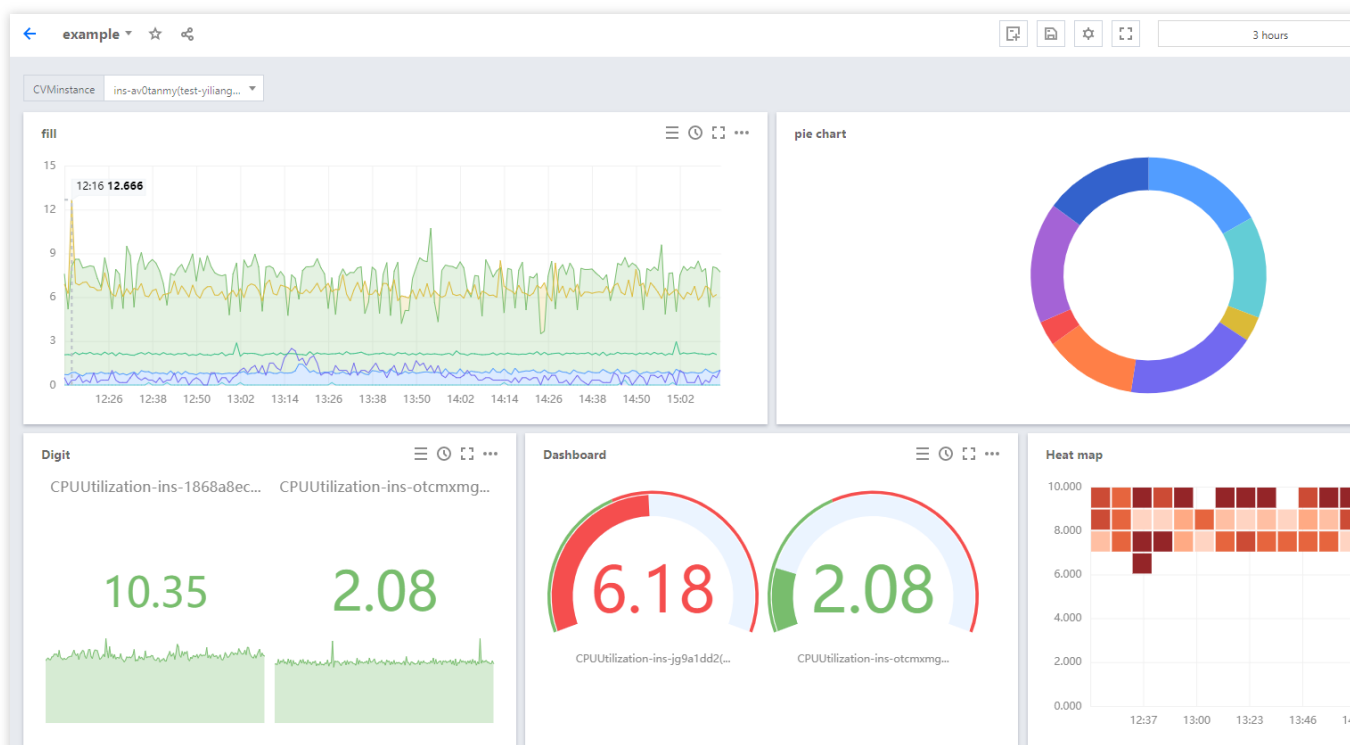 example
3 hours
CVMinstance
ins-av0tanmy(test-yiliang...
fill
15
12
9
6
3
0
12:16 12.666
12:26 12:38 12:50 13:02 13:14 13:26 13:38 13:50 14:02 14:14 14:26 14:38 14:50 15:02
pie chart
Digit
CPUUtilization-ins-1868a8ec...
CPUUtilization-ins-otcmxmg...
10.35
2.08
Dashboard
6.18
2.08
CPUUtilization-ins-jg9a1dd2(...
CPUUtilization-ins-otcmxmg...
Heat map
10.000
8.000
6.000
4.000
2.000
0.000
12:37 13:00 13:23 13:46